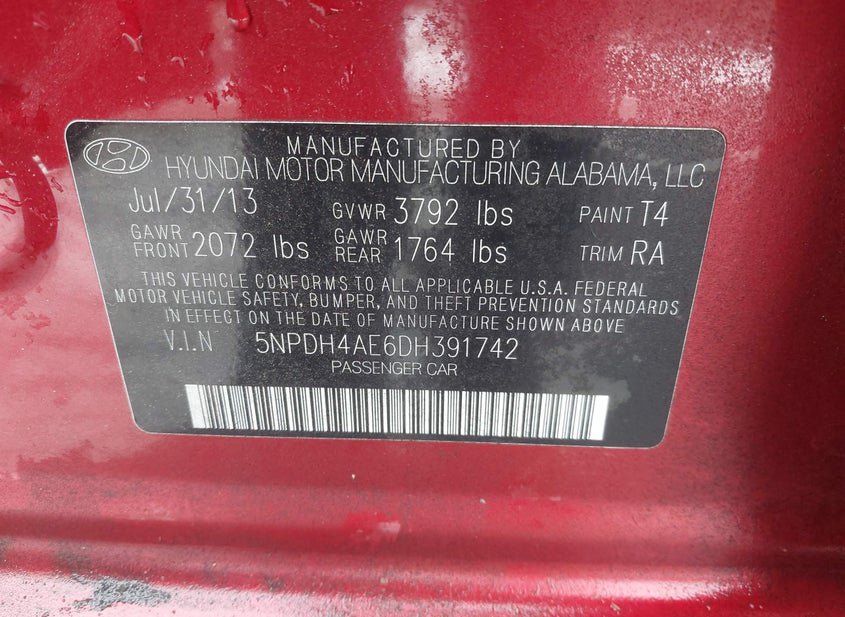 MANUFACTURED BY
HYUNDAI MOTOR MANUFACTURING ALABAMA, LLC
Jul/31/13 GVWR 3792 lbs PAINT T4
GAWR FRONT 2072 lbs GAWR REAR 1764 lbs TRIM RA
THIS VEHICLE CONFORMS TO ALL APPLICABLE U.S.A. FEDERAL
MOTOR VEHICLE SAFETY, BUMPER, AND THEFT PREVENTION STANDARDS
IN EFFECT ON THE DATE OF MANUFACTURE SHOWN ABOVE
V.I.N 5NPDH4AE6DH391742
PASSENGER CAR